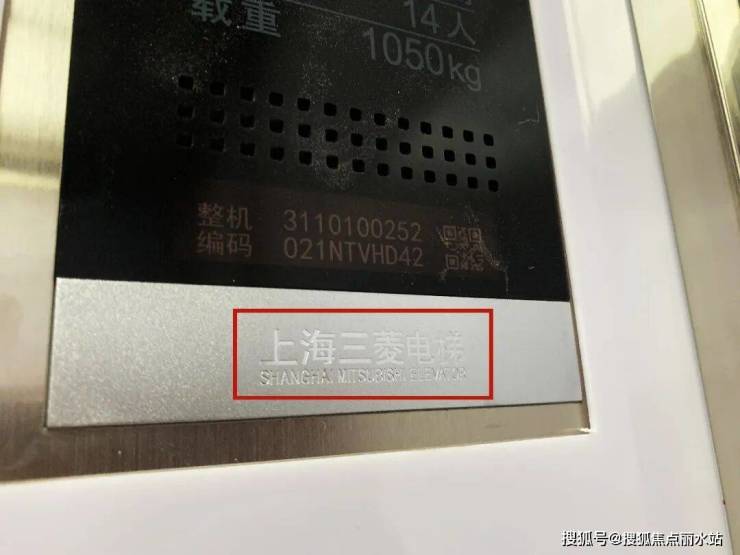 载重 14人
1050kg
整机 3110100252
编码 021NTVHD42
上海三菱电梯
SHANGHAI MITSUBISHI ELEVATOR
搜狐号@搜狐焦点丽水站